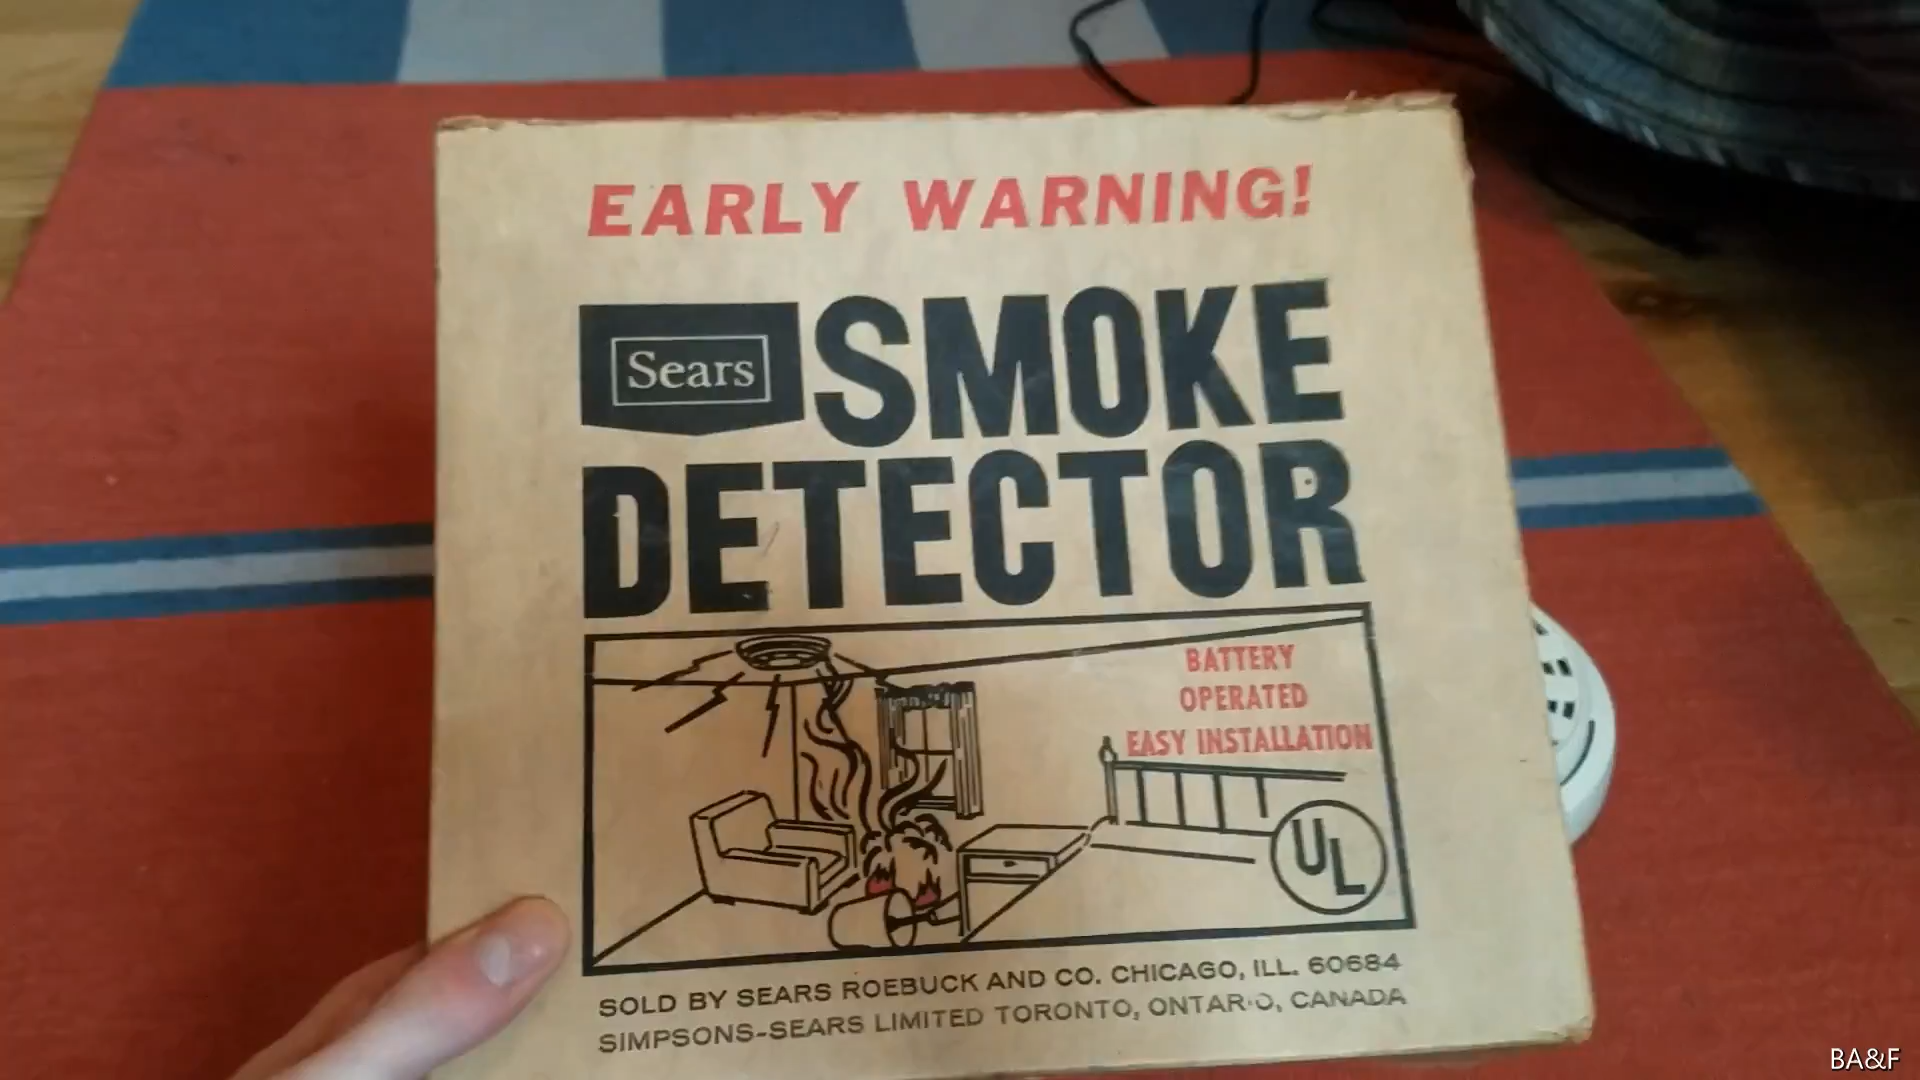 EARLY WARNING!
Sears
SMOKE
DETECTOR
BATTERY
OPERATED
EASY INSTALLATION
UL
SOLD BY SEARS ROEBUCK AND CO. CHICAGO, ILL. 60684
SIMPSONS-SEARS LIMITED TORONTO, ONTARIO, CANADA
BA&F